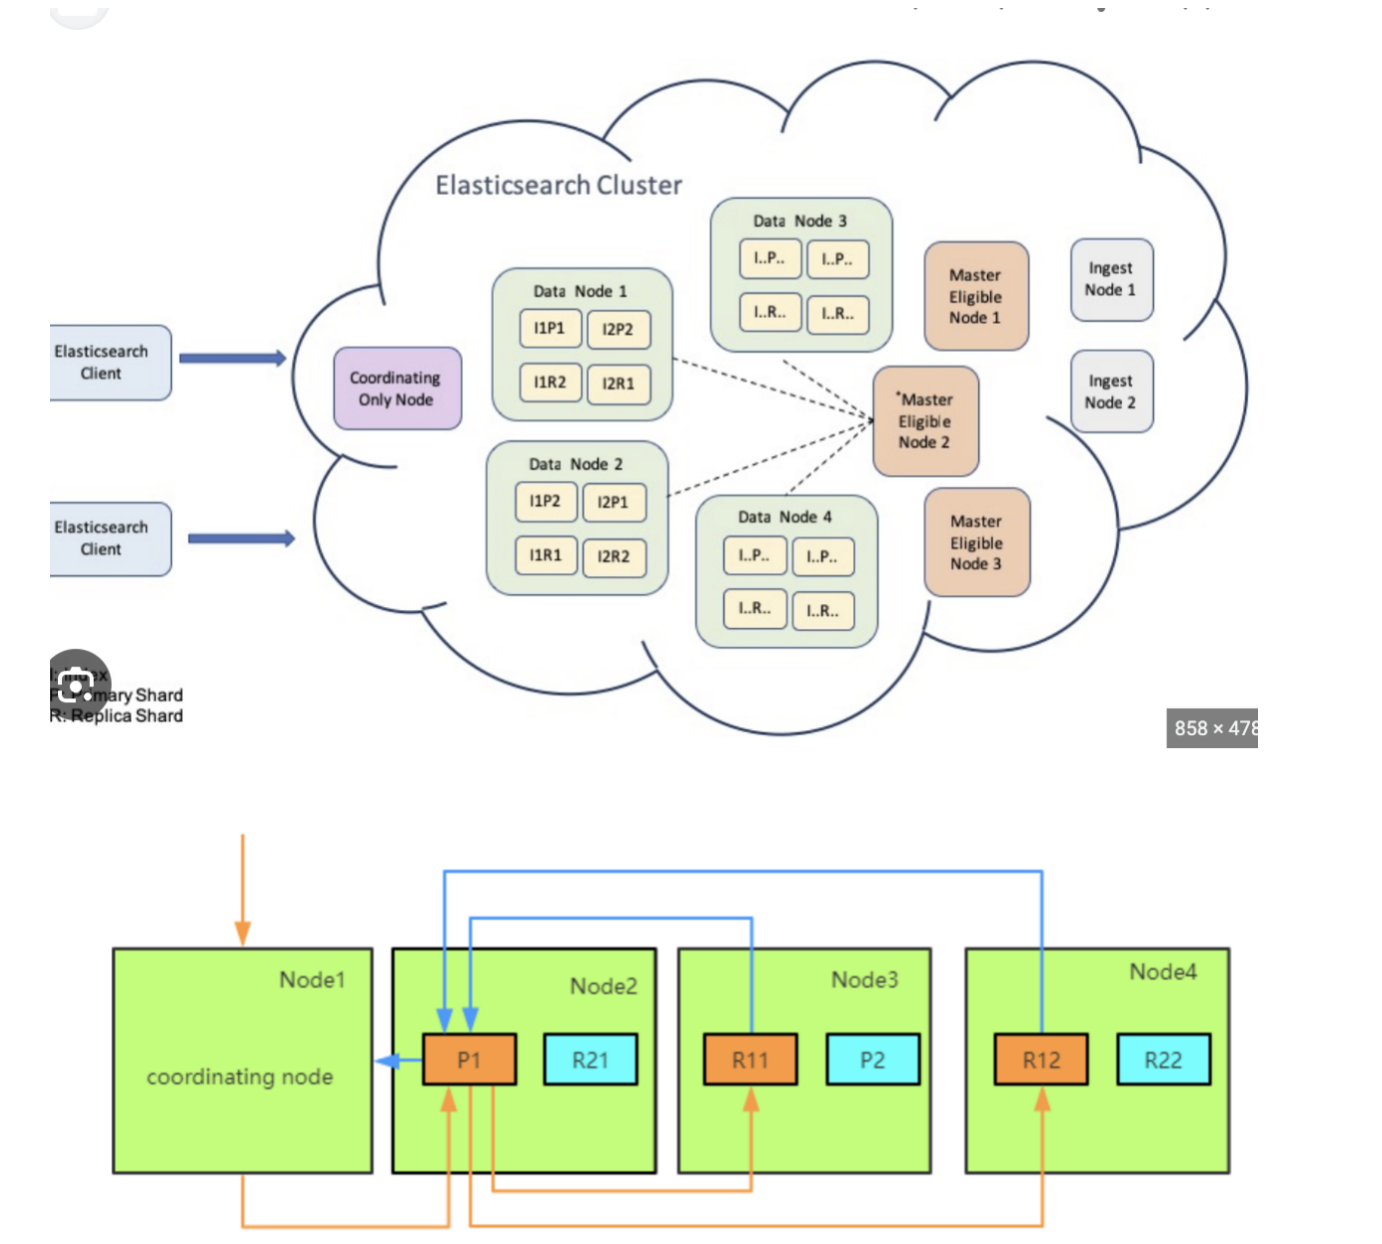 Elasticsearch Cluster
Data Node 3
I..P..
I..P..
I..R..
I..R..
Master
Eligible
Node 1
Ingest
Node 1
Data Node 1
I1P1
I2P2
I1R2
I2R1
Elasticsearch
Client
Coordinating
Only Node
*Master
Eligible
Node 2
Ingest
Node 2
Data Node 2
I1P2
I2P1
I1R1
I2R2
Elasticsearch
Client
Data Node 4
I..P..
I..P..
I..R..
I..R..
Master
Eligible
Node 3
Shard
R: Replica Shard
858 × 478
Node1
coordinating node
Node2
P1
R21
Node3
R11
P2
Node4
R12
R22